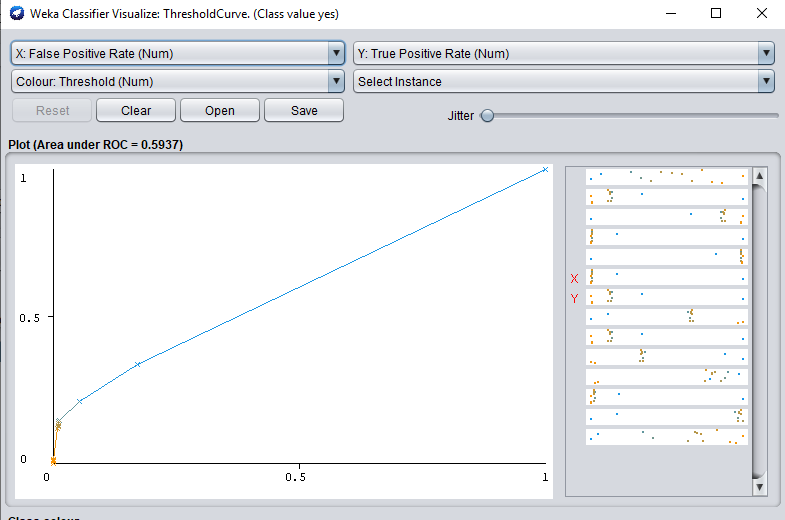 Weka Classifier Visualize: ThresholdCurve. (Class value yes)
X: False Positive Rate (Num)
Y: True Positive Rate (Num)
Colour: Threshold (Num)
Select Instance
Reset
Clear
Open
Save
Jitter
Plot (Area under ROC = 0.5937)
1
0.5
0
0
0.5
1
X
Y
Class colour